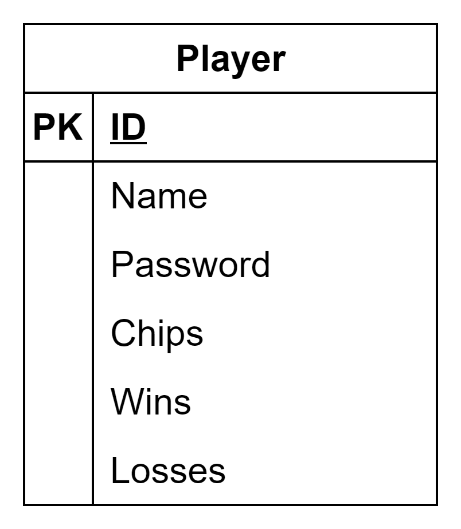 Player
PK ID
Name
Password
Chips
Wins
Losses